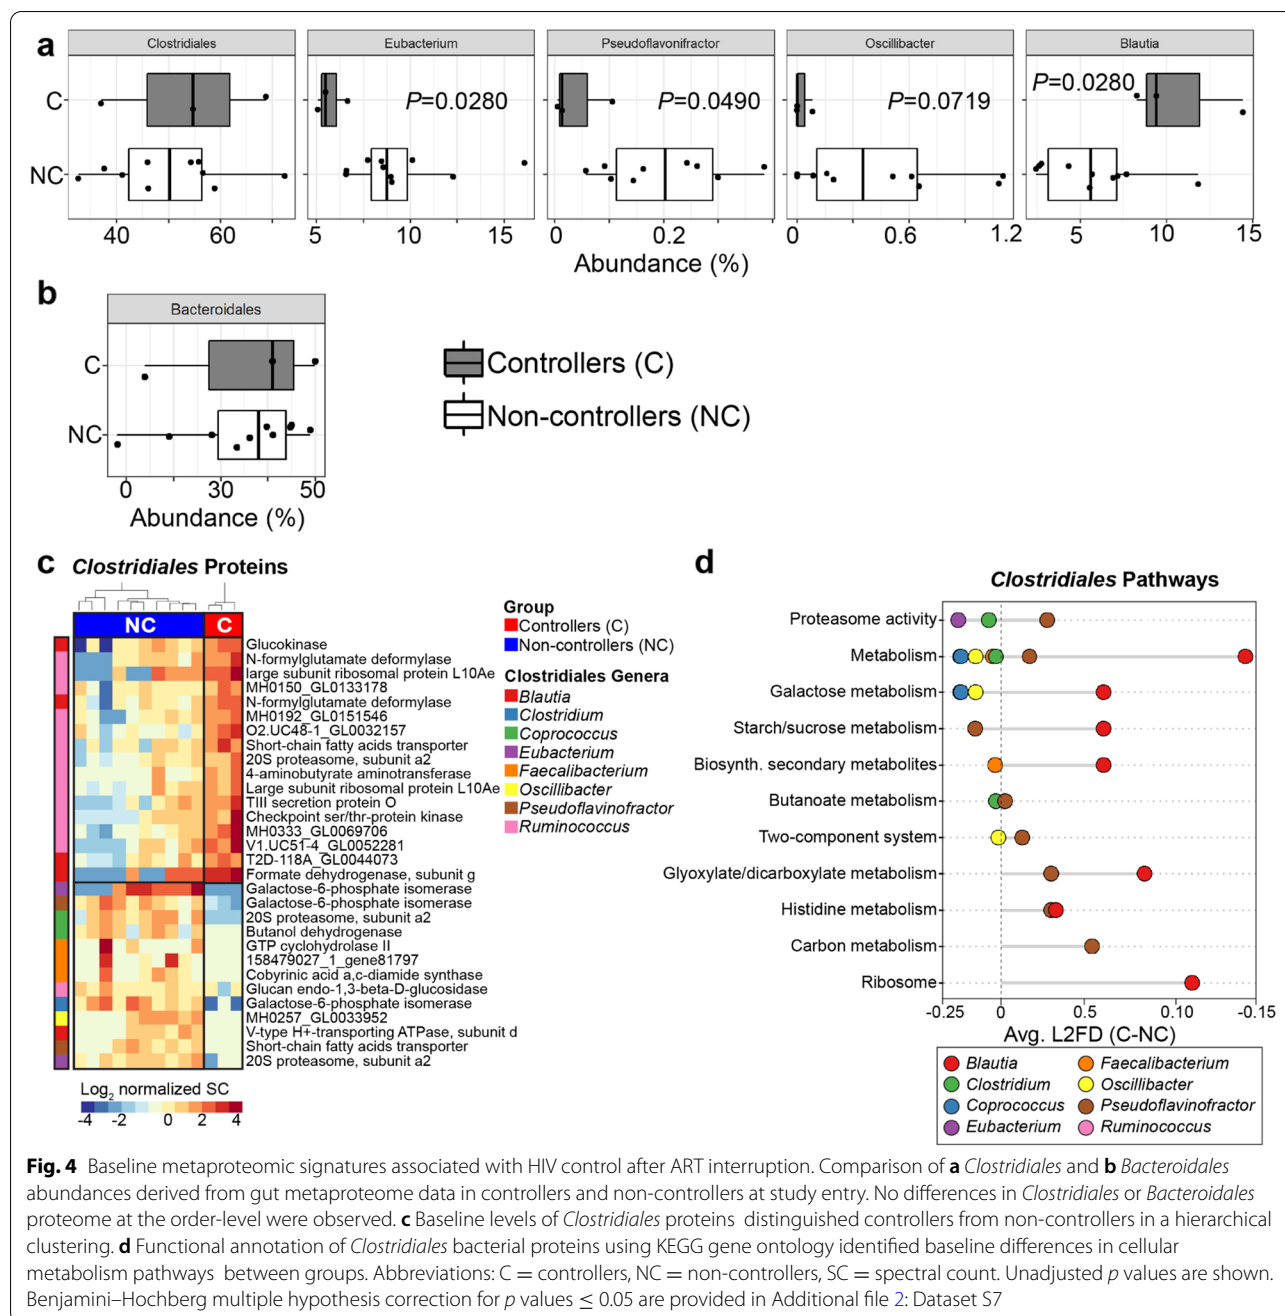 a
Clostridiales
Eubacterium
Pseudoflavonifractor
Oscillibacter
Blautia
C
NC
P=0.0280
P=0.0490
P=0.0719
P=0.0280
40 60
5 10 15
0 0.2
0 0.6 1.2
5 10 15
Abundance (%)
b
Bacteroidales
C
NC
0 30 50
Abundance (%)
Controllers (C)
Non-controllers (NC)
c Clostridiales Proteins
NC C
Glucokinase
N-formylglutamate deformylase
large subunit ribosomal protein L10Ae
MH0150_GL0133178
N-formylglutamate deformylase
MH0192_GL0151546
O2.UC48-1_GL0032157
Short-chain fatty acids transporter
20S proteasome, subunit a2
4-aminobutyrate aminotransferase
Large subunit ribosomal protein L10Ae
TIII secretion protein O
Checkpoint ser/thr-protein kinase
MH0333_GL0069706
V1.UC51-4_GL0052281
T2D-118A_GL0044073
Formate dehydrogenase, subunit g
Galactose-6-phosphate isomerase
Galactose-6-phosphate isomerase
20S proteasome, subunit a2
Butanol dehydrogenase
GTP cyclohydrolase II
158479027_1_gene81797
Cobyrinic acid a,c-diamide synthase
Glucan endo-1,3-beta-D-glucosidase
Galactose-6-phosphate isomerase
MH0257_GL0033952
V-type H+-transporting ATPase, subunit d
Short-chain fatty acids transporter
20S proteasome, subunit a2
Log2 normalized SC
-4 -2 0 2 4
Group
Controllers (C)
Non-controllers (NC)
Clostridiales Genera
Blautia
Clostridium
Coprococcus
Eubacterium
Faecalibacterium
Oscillibacter
Pseudoflavinofractor
Ruminococcus
d
Clostridiales Pathways
Proteasome activity
Metabolism
Galactose metabolism
Starch/sucrose metabolism
Biosynth. secondary metabolites
Butanoate metabolism
Two-component system
Glyoxylate/dicarboxylate metabolism
Histidine metabolism
Carbon metabolism
Ribosome
-0.25 0 0.5 0.10 -0.15
Avg. L2FD (C-NC)
Blautia
Clostridium
Coprococcus
Eubacterium
Faecalibacterium
Oscillibacter
Pseudoflavinofractor
Ruminococcus
Fig. 4 Baseline metaproteomic signatures associated with HIV control after ART interruption. Comparison of a Clostridiales and b Bacteroidales
abundances derived from gut metaproteome data in controllers and non-controllers at study entry. No differences in Clostridiales or Bacteroidales
proteome at the order-level were observed. c Baseline levels of Clostridiales proteins distinguished controllers from non-controllers in a hierarchical
clustering. d Functional annotation of Clostridiales bacterial proteins using KEGG gene ontology identified baseline differences in cellular
metabolism pathways between groups. Abbreviations: C = controllers, NC = non-controllers, SC = spectral count. Unadjusted p values are shown.
Benjamini–Hochberg multiple hypothesis correction for p values ≤ 0.05 are provided in Additional file 2: Dataset S7